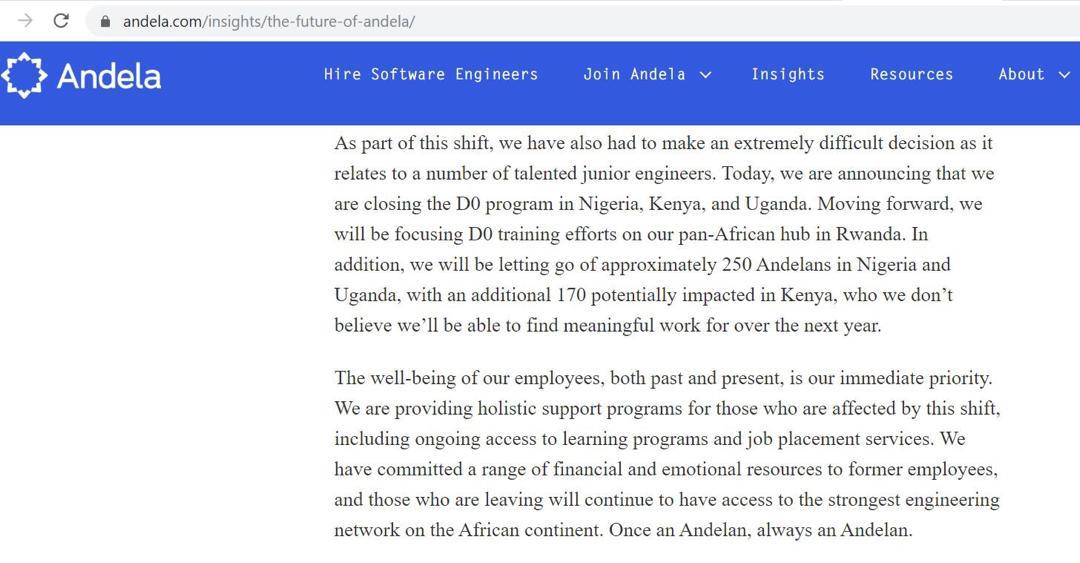 andela.com/insights/the-future-of-andela/
Andela
Hire Software Engineers Join Andela Insights Resources About
As part of this shift, we have also had to make an extremely difficult decision as it
relates to a number of talented junior engineers. Today, we are announcing that we
are closing the D0 program in Nigeria, Kenya, and Uganda. Moving forward, we
will be focusing D0 training efforts on our pan-African hub in Rwanda. In
addition, we will be letting go of approximately 250 Andelans in Nigeria and
Uganda, with an additional 170 potentially impacted in Kenya, who we don’t
believe we’ll be able to find meaningful work for over the next year.
The well-being of our employees, both past and present, is our immediate priority.
We are providing holistic support programs for those who are affected by this shift,
including ongoing access to learning programs and job placement services. We
have committed a range of financial and emotional resources to former employees,
and those who are leaving will continue to have access to the strongest engineering
network on the African continent. Once an Andelan, always an Andelan.